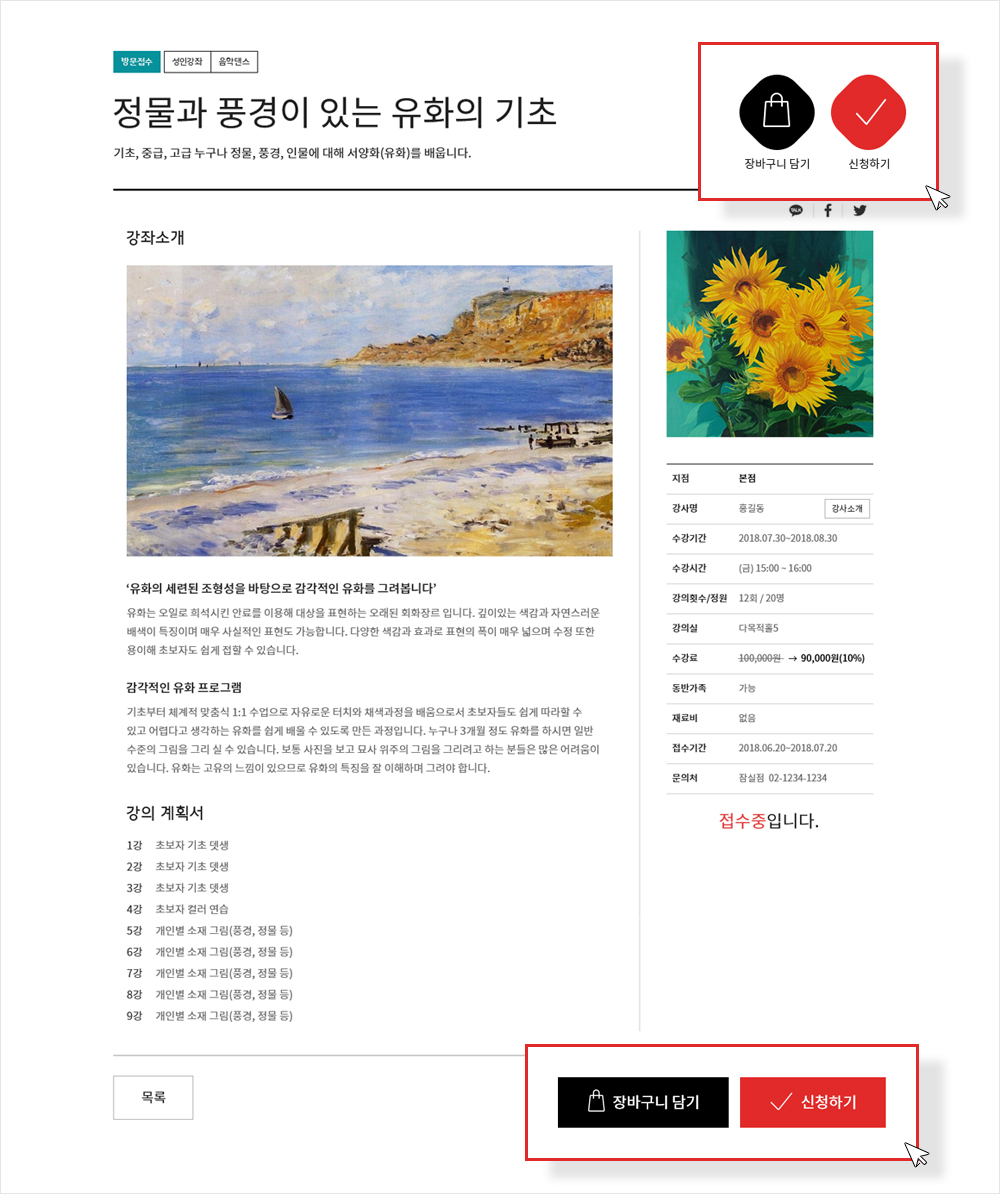 방문접수 성인강좌 음학댄스
정물과 풍경이 있는 유화의 기초
기초, 중급, 고급 누구나 정물, 풍경, 인물에 대해 서양화(유화)를 배웁니다.
장바구니 담기 신청하기
TALK
강좌소개
‘유화의 세련된 조형성을 바탕으로 감각적인 유화를 그려봅니다’
유화는 오일로 희석시킨 안료를 이용해 대상을 표현하는 오래된 회화장르 입니다. 깊이있는 색감과 자연스러운
배색이 특징이며 매우 사실적인 표현도 가능합니다. 다양한 색감과 효과로 표현의 폭이 매우 넓으며 수정 또한
용이해 초보자도 쉽게 접할 수 있습니다.
감각적인 유화 프로그램
기초부터 체계적 맞춤식 1:1 수업으로 자유로운 터치와 채색과정을 배움으로서 초보자들도 쉽게 따라할 수
있고 어렵다고 생각하는 유화를 쉽게 배울 수 있도록 만든 과정입니다. 누구나 3개월 정도 유화를 하시면 일반
수준의 그림을 그리 실 수 있습니다. 보통 사진을 보고 묘사 위주의 그림을 그리려고 하는 분들은 많은 어려움이
있습니다. 유화는 고유의 느낌이 있으므로 유화의 특징을 잘 이해하며 그려야 합니다.
강의 계획서
1강 초보자 기초 뎃생
2강 초보자 기초 뎃생
3강 초보자 기초 뎃생
4강 초보자 컬러 연습
5강 개인별 소재 그림(풍경, 정물 등)
6강 개인별 소재 그림(풍경, 정물 등)
7강 개인별 소재 그림(풍경, 정물 등)
8강 개인별 소재 그림(풍경, 정물 등)
9강 개인별 소재 그림(풍경, 정물 등)
지점 본점
강사명 홍길동 강사소개
수강기간 2018.07.30~2018.08.30
수강시간 (금) 15:00 ~ 16:00
강의횟수/정원 12회 / 20명
강의실 다목적홀5
수강료 100,000원 → 90,000원(10%)
동반가족 가능
재료비 없음
접수기간 2018.06.20~2018.07.20
문의처 잠실점 02-1234-1234
접수중입니다.
목록
장바구니 담기 신청하기